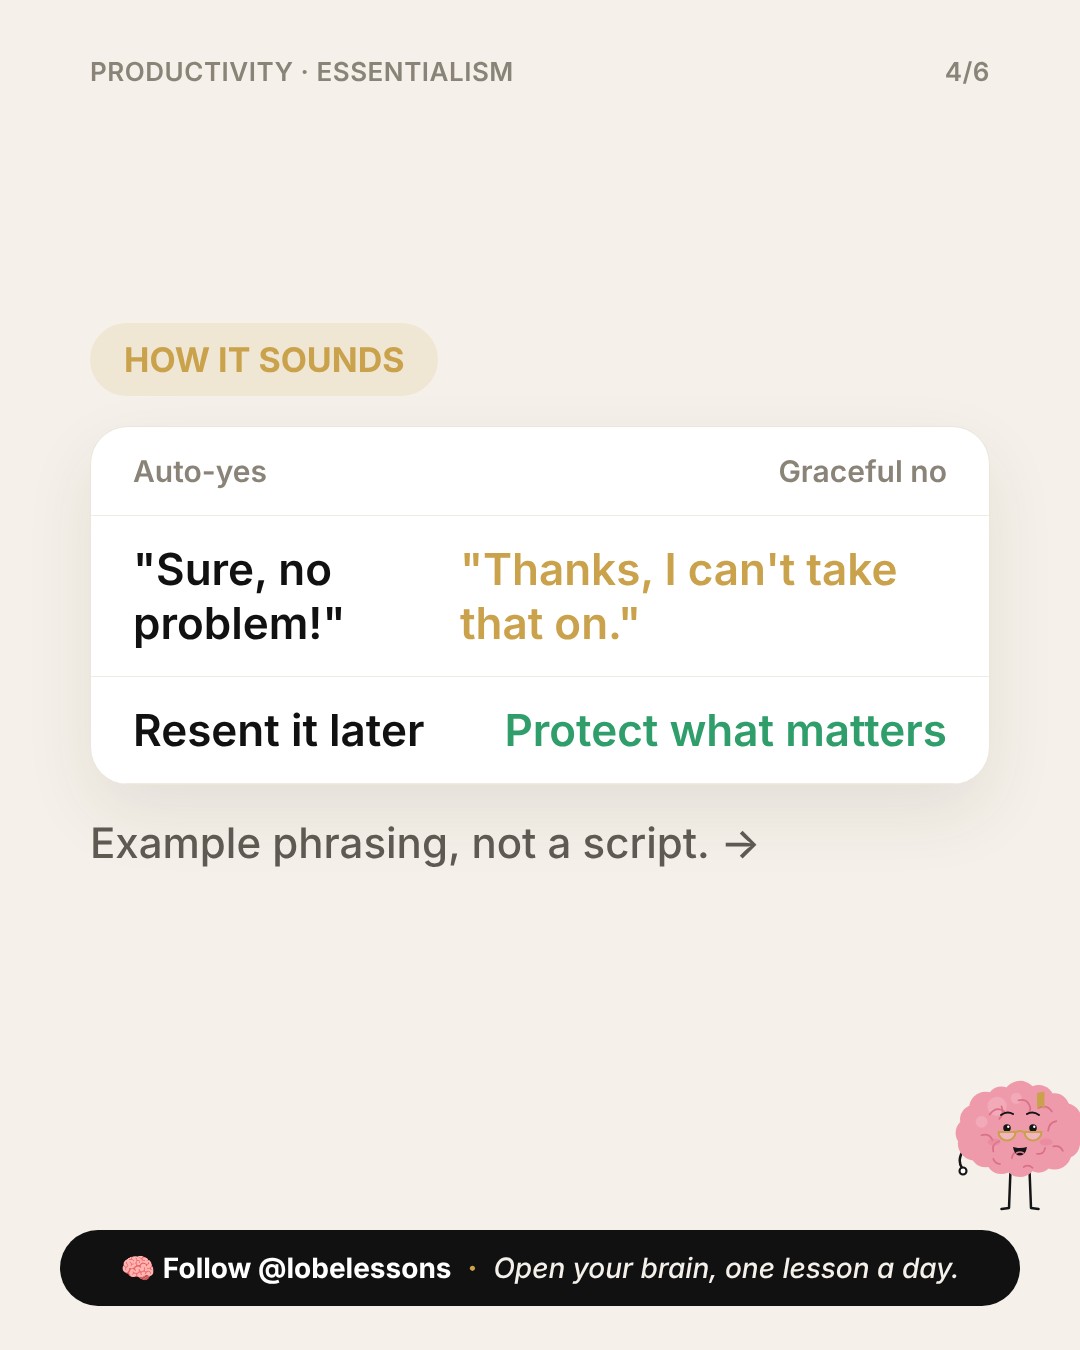 PRODUCTIVITY · ESSENTIALISM
4/6
HOW IT SOUNDS
Auto-yes
Graceful no
"Sure, no
problem!"
"Thanks, I can't take
that on."
Resent it later
Protect what matters
Example phrasing, not a script. →
🧠 Follow @lobelessons · Open your brain, one lesson a day.